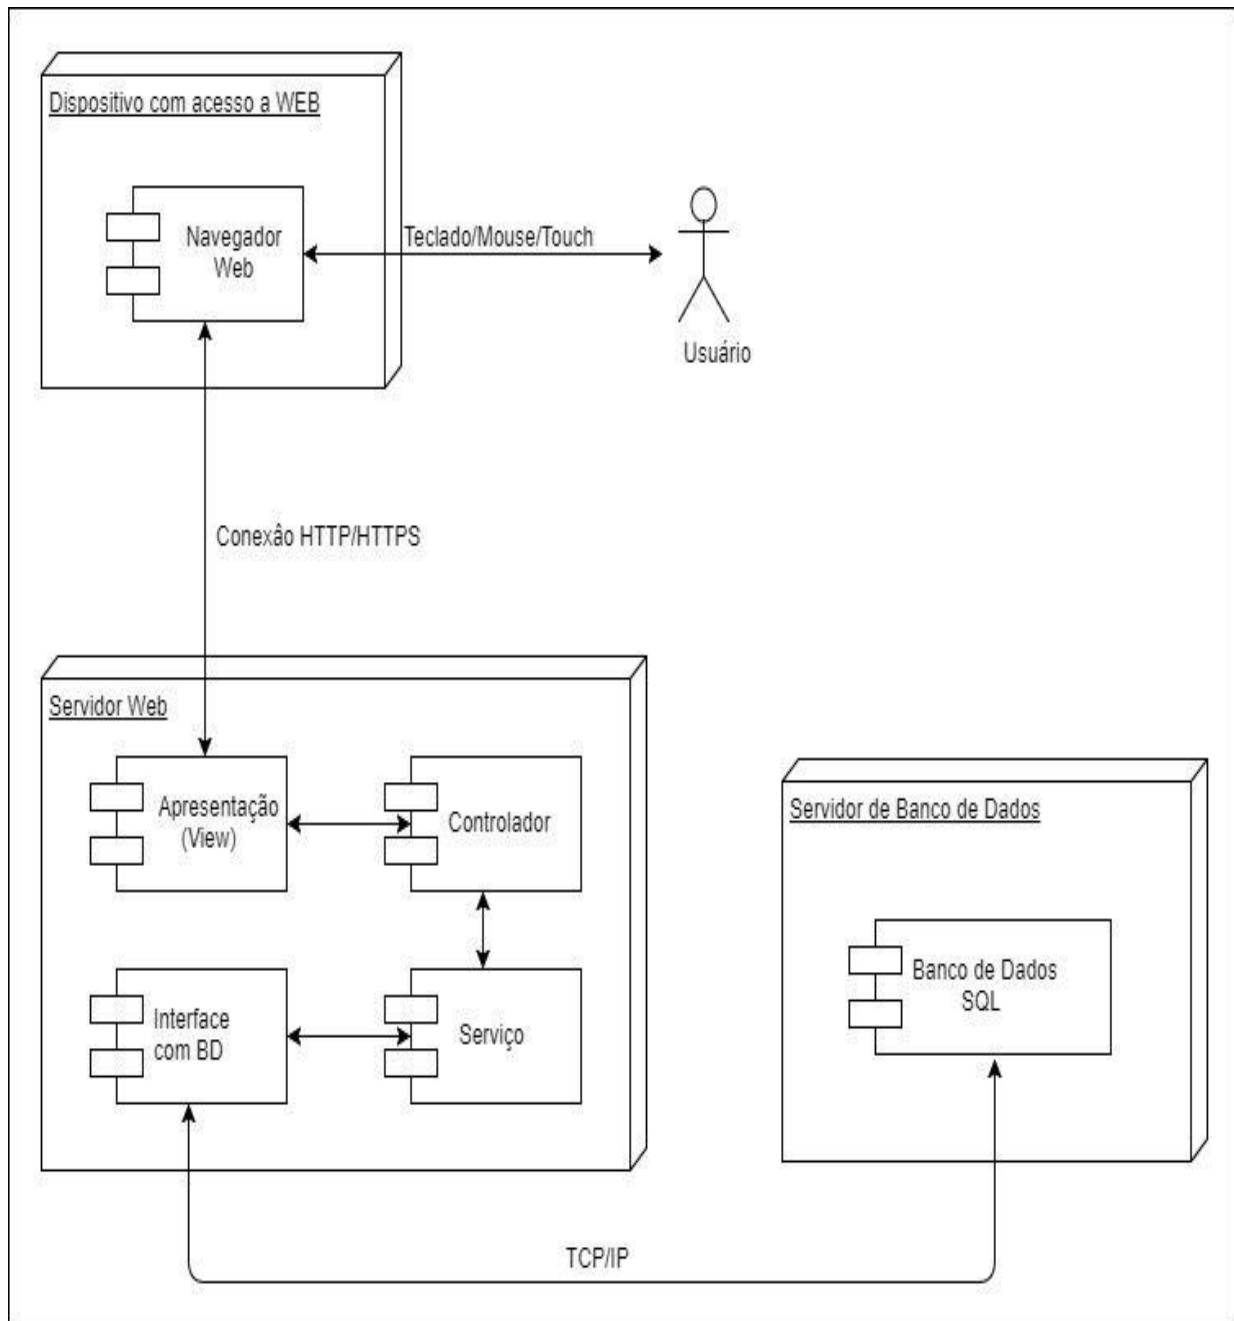 Dispositivo com acesso a WEB
Navegador
Web
Teclado/Mouse/Touch
Usuário
Conexâo HTTP/HTTPS
Servidor Web
Apresentação
(View)
Controlador
Servidor de Banco de Dados
Interface
com BD
Serviço
Banco de Dados
SQL
TCP/IP